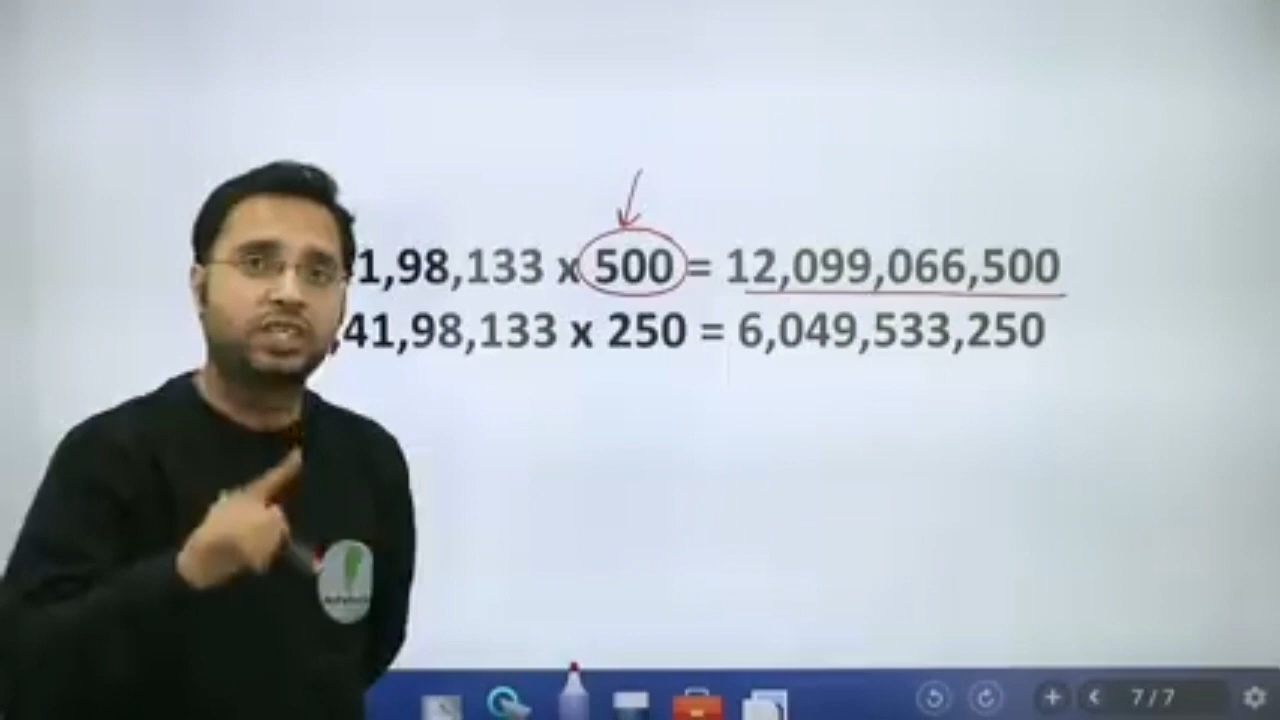 1,98,133 x 500 = 12,099,066,500
,41,98,133 x 250 = 6,049,533,250
7/7